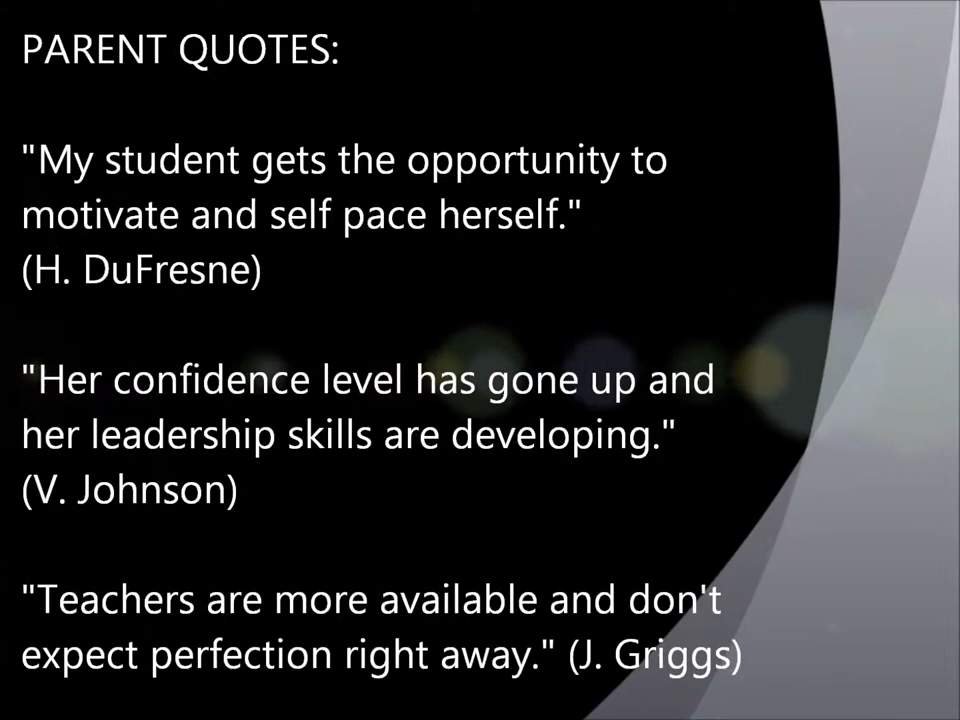 PARENT QUOTES:
"My student gets the opportunity to
motivate and self pace herself."
(H. DuFresne)
"Her confidence level has gone up and
her leadership skills are developing."
(V. Johnson)
"Teachers are more available and don't
expect perfection right away." (J. Griggs)